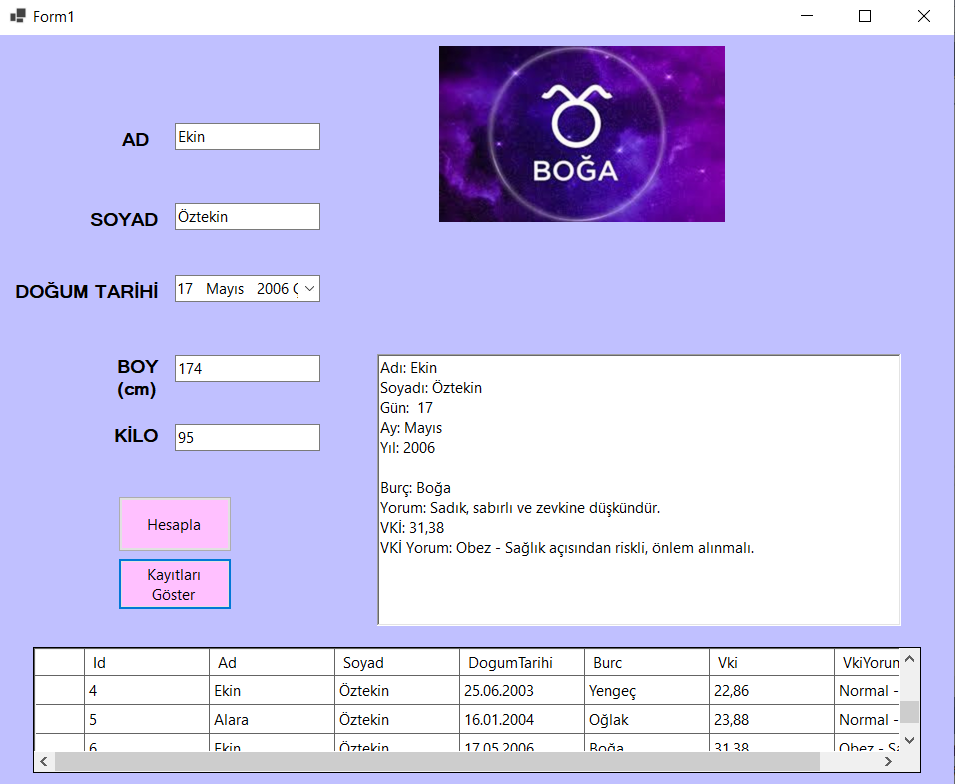 Form1
BOĞA
AD
Ekin
SOYAD
Öztekin
DOĞUM TARİHİ
17 Mayıs 2006
BOY
(cm)
174
KİLO
95
Hesapla
Kayıtları
Göster
Adı: Ekin
Soyadı: Öztekin
Gün: 17
Ay: Mayıs
Yıl: 2006
Burç: Boğa
Yorum: Sadık, sabırlı ve zevkine düşkündür.
VKİ: 31,38
VKİ Yorum: Obez - Sağlık açısından riskli, önlem alınmalı.
Id Ad Soyad DogumTarihi Burc Vki VkiYorum
4 Ekin Öztekin 25.06.2003 Yengeç 22,86 Normal -
5 Alara Öztekin 16.01.2004 Oğlak 23,88 Normal -
6 Ekin Öztekin 17.05.2006 Boğa 31,38 Obez -